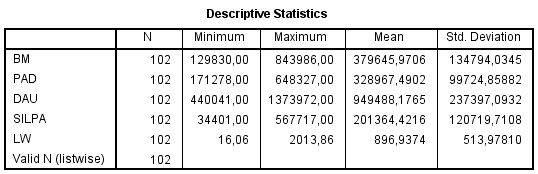 Descriptive Statistics
N Minimum Maximum Mean Std. Deviation
BM 102 129830,00 843986,00 379645,9706 134794,0345
PAD 102 171278,00 648327,00 328967,4902 99724,85882
DAU 102 440041,00 1373972,00 949488,1765 237397,0932
SILPA 102 34401,00 567717,00 201364,4216 120719,7108
LW 102 16,06 2013,86 896,9374 513,97810
Valid N (listwise) 102